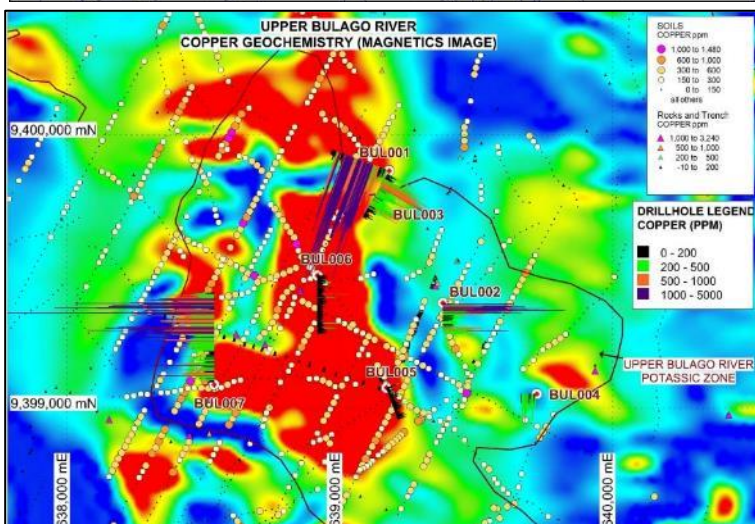 UPPER BULAGO RIVER
COPPER GEOCHEMISTRY (MAGNETICS IMAGE)
SOILS
COPPER ppm
1,000 to 1,480
600 to 1,000
300 to 600
150 to 300
0 to 150
all others
Rocks and Trench
COPPER ppm
1,000 to 3,240
500 to 1,000
200 to 500
-10 to 200
DRILLHOLE LEGEND
COPPER (PPM)
0 - 200
200 - 500
500 - 1000
1000 - 5000
9,400,000 mN
BUL001
BUL003
BUL006
BUL002
UPPER BULAGO RIVER
POTASSIC ZONE
BUL005
BUL004
BUL007
9,399,000 mN
638,000 mE
639,000 mE
640,000 mE